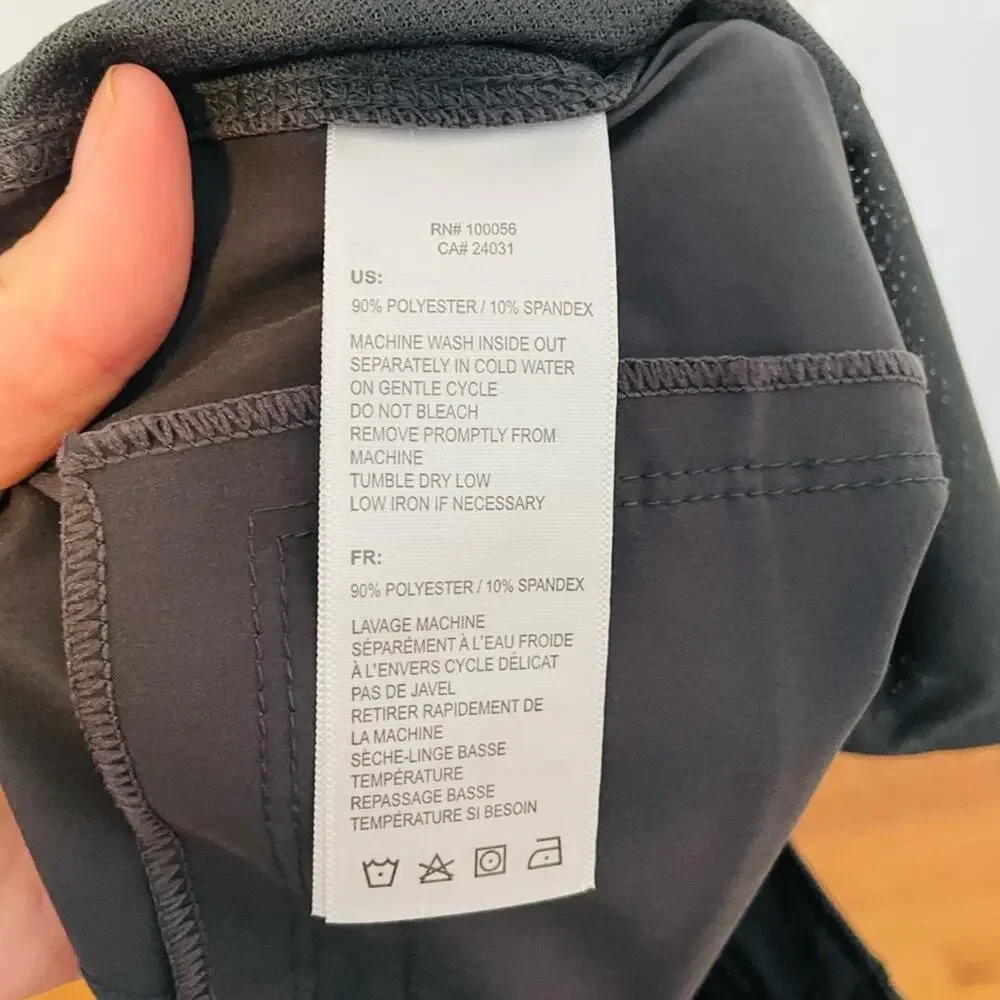 RN# 100056
CA# 24031
US:
90% POLYESTER / 10% SPANDEX
MACHINE WASH INSIDE OUT
SEPARATELY IN COLD WATER
ON GENTLE CYCLE
DO NOT BLEACH
REMOVE PROMPTLY FROM
MACHINE
TUMBLE DRY LOW
LOW IRON IF NECESSARY
FR:
90% POLYESTER / 10% SPANDEX
LAVAGE MACHINE
SÉPARÉMENT À L'EAU FROIDE
À L'ENVERS CYCLE DÉLICAT
PAS DE JAVEL
RETIRER RAPIDEMENT DE
LA MACHINE
SÈCHE-LINGE BASSE
TEMPÉRATURE
REPASSAGE BASSE
TEMPÉRATURE SI BESOIN